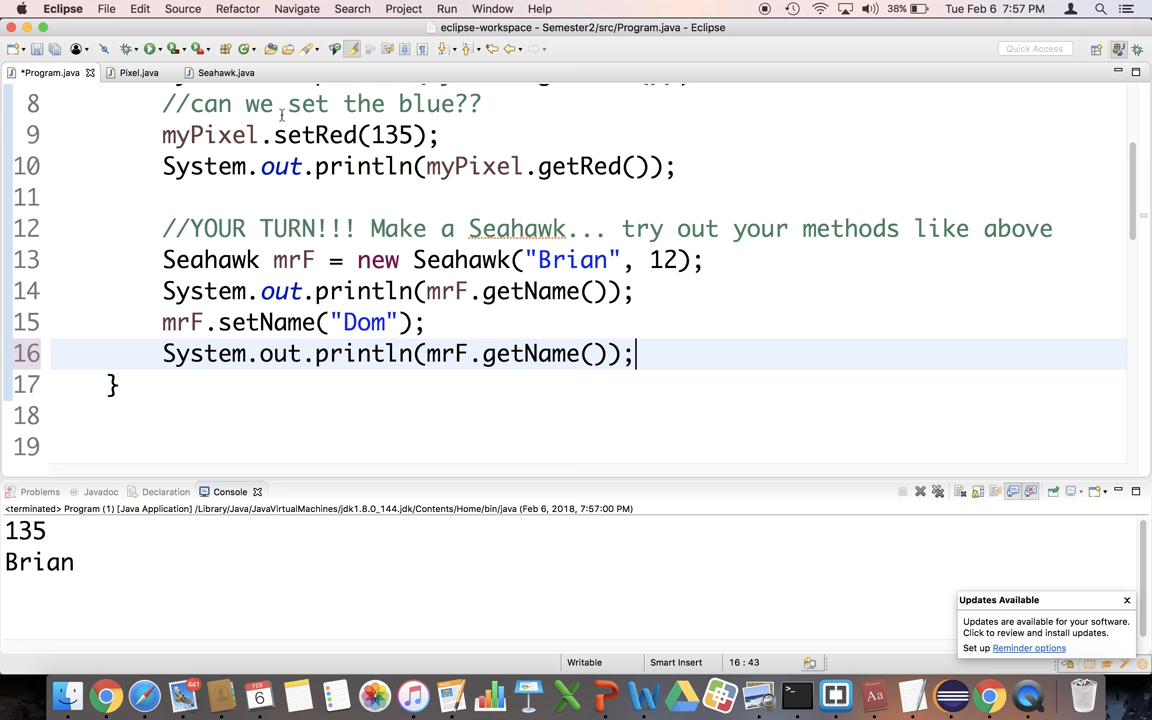 Eclipse File Edit Source Refactor Navigate Search Project Run Window Help 38% Tue Feb 6 7:57 PM
eclipse-workspace - Semester2/src/Program.java - Eclipse
Quick Access
*Program.java Pixel.java Seahawk.java
8 //can we set the blue??
9 myPixel.setRed(135);
10 System.out.println(myPixel.getRed());
11
12 //YOUR TURN!!! Make a Seahawk... try out your methods like above
13 Seahawk mrF = new Seahawk("Brian", 12);
14 System.out.println(mrF.getName());
15 mrF.setName("Dom");
16 System.out.println(mrF.getName());
17 }
18
19
Problems Javadoc Declaration Console
<terminated> Program (1) [Java Application] /Library/Java/JavaVirtualMachines/jdk1.8.0_144.jdk/Contents/Home/bin/java (Feb 6, 2018, 7:57:00 PM)
135
Brian
Updates Available
Updates are available for your software.
Click to review and install updates.
Set up Reminder options
Writable Smart Insert 16 : 43
441
6